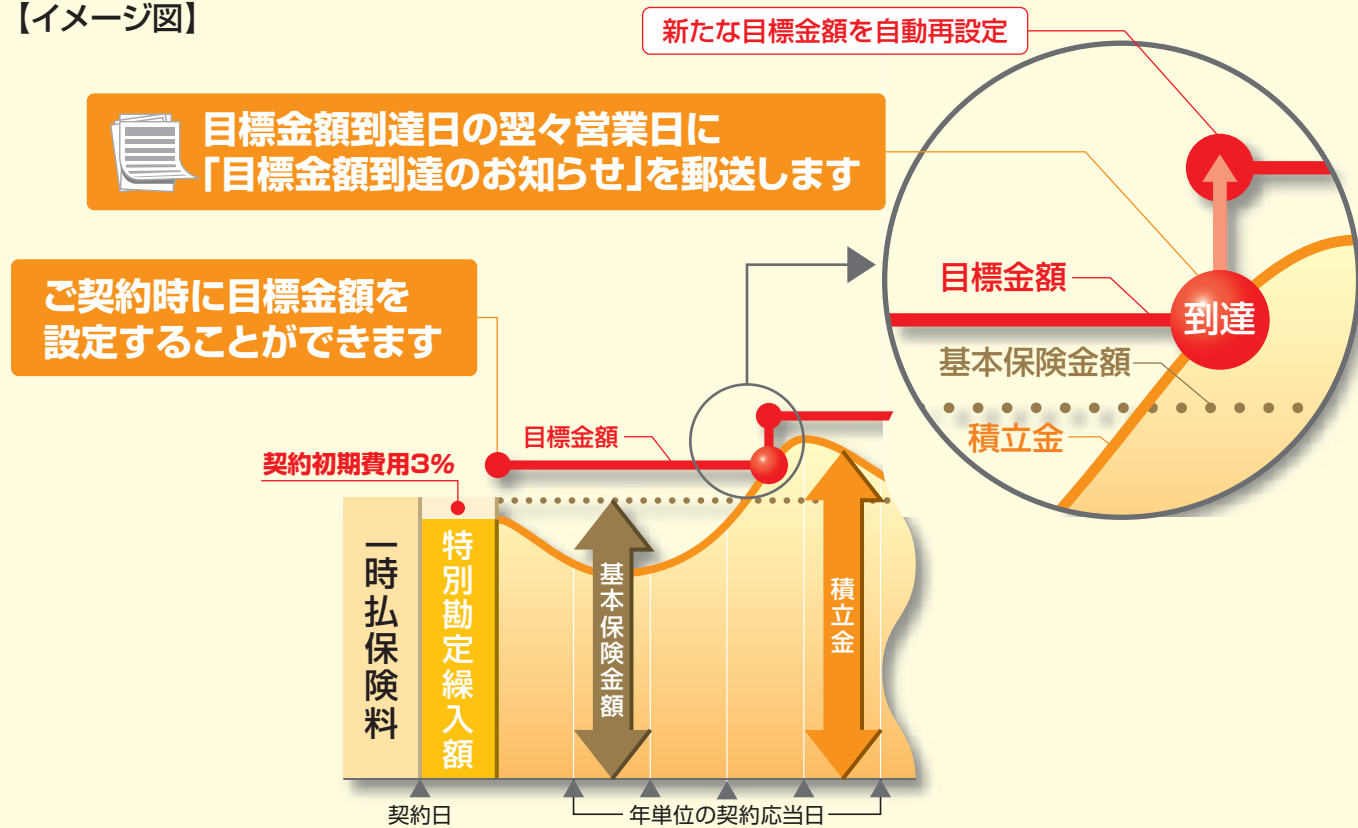 【イメージ図】
新たな目標金額を自動再設定
目標金額到達日の翌々営業日に
「目標金額到達のお知らせ」を郵送します
ご契約時に目標金額を
設定することができます
目標金額
到達
基本保険金額
積立金
目標金額
契約初期費用3%
一時払保険料
特別勘定繰入額
基本保険金額
積立金
契約日
年単位の契約応当日